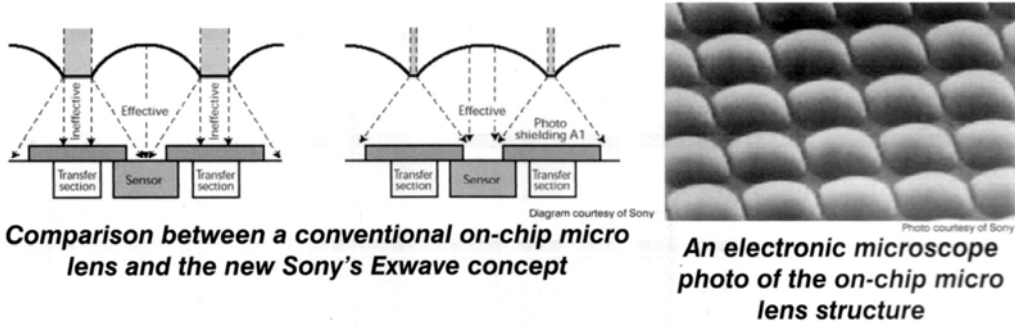 Ineffective
Effective
Ineffective
Transfer
section
Sensor
Transfer
section
Effective
Photo
shielding A1
Transfer
section
Sensor
Transfer
section
Diagram courtesy of Sony
Comparison between a conventional on-chip micro
lens and the new Sony's Exwave concept
Photo courtesy of Sony
An electronic microscope
photo of the on-chip micro
lens structure